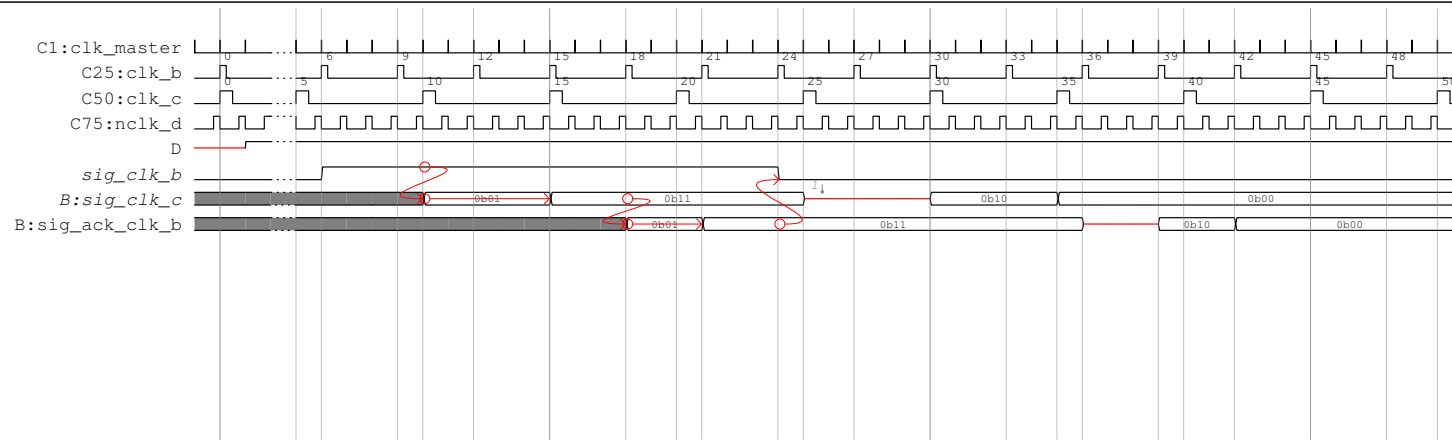 C1:clk_master
0 6 9 12 15 18 21 24 27 30 33 36 39 42 45 48
C25:clk_b
0 5 10 15 20 25 30 35 40 45 50
C50:clk_c
C75:nclk_d
D
sig_clk_b
1
B:sig_clk_c 0b01 0b11 0b10 0b00
B:sig_ack_clk_b 0b01 0b11 0b10 0b00